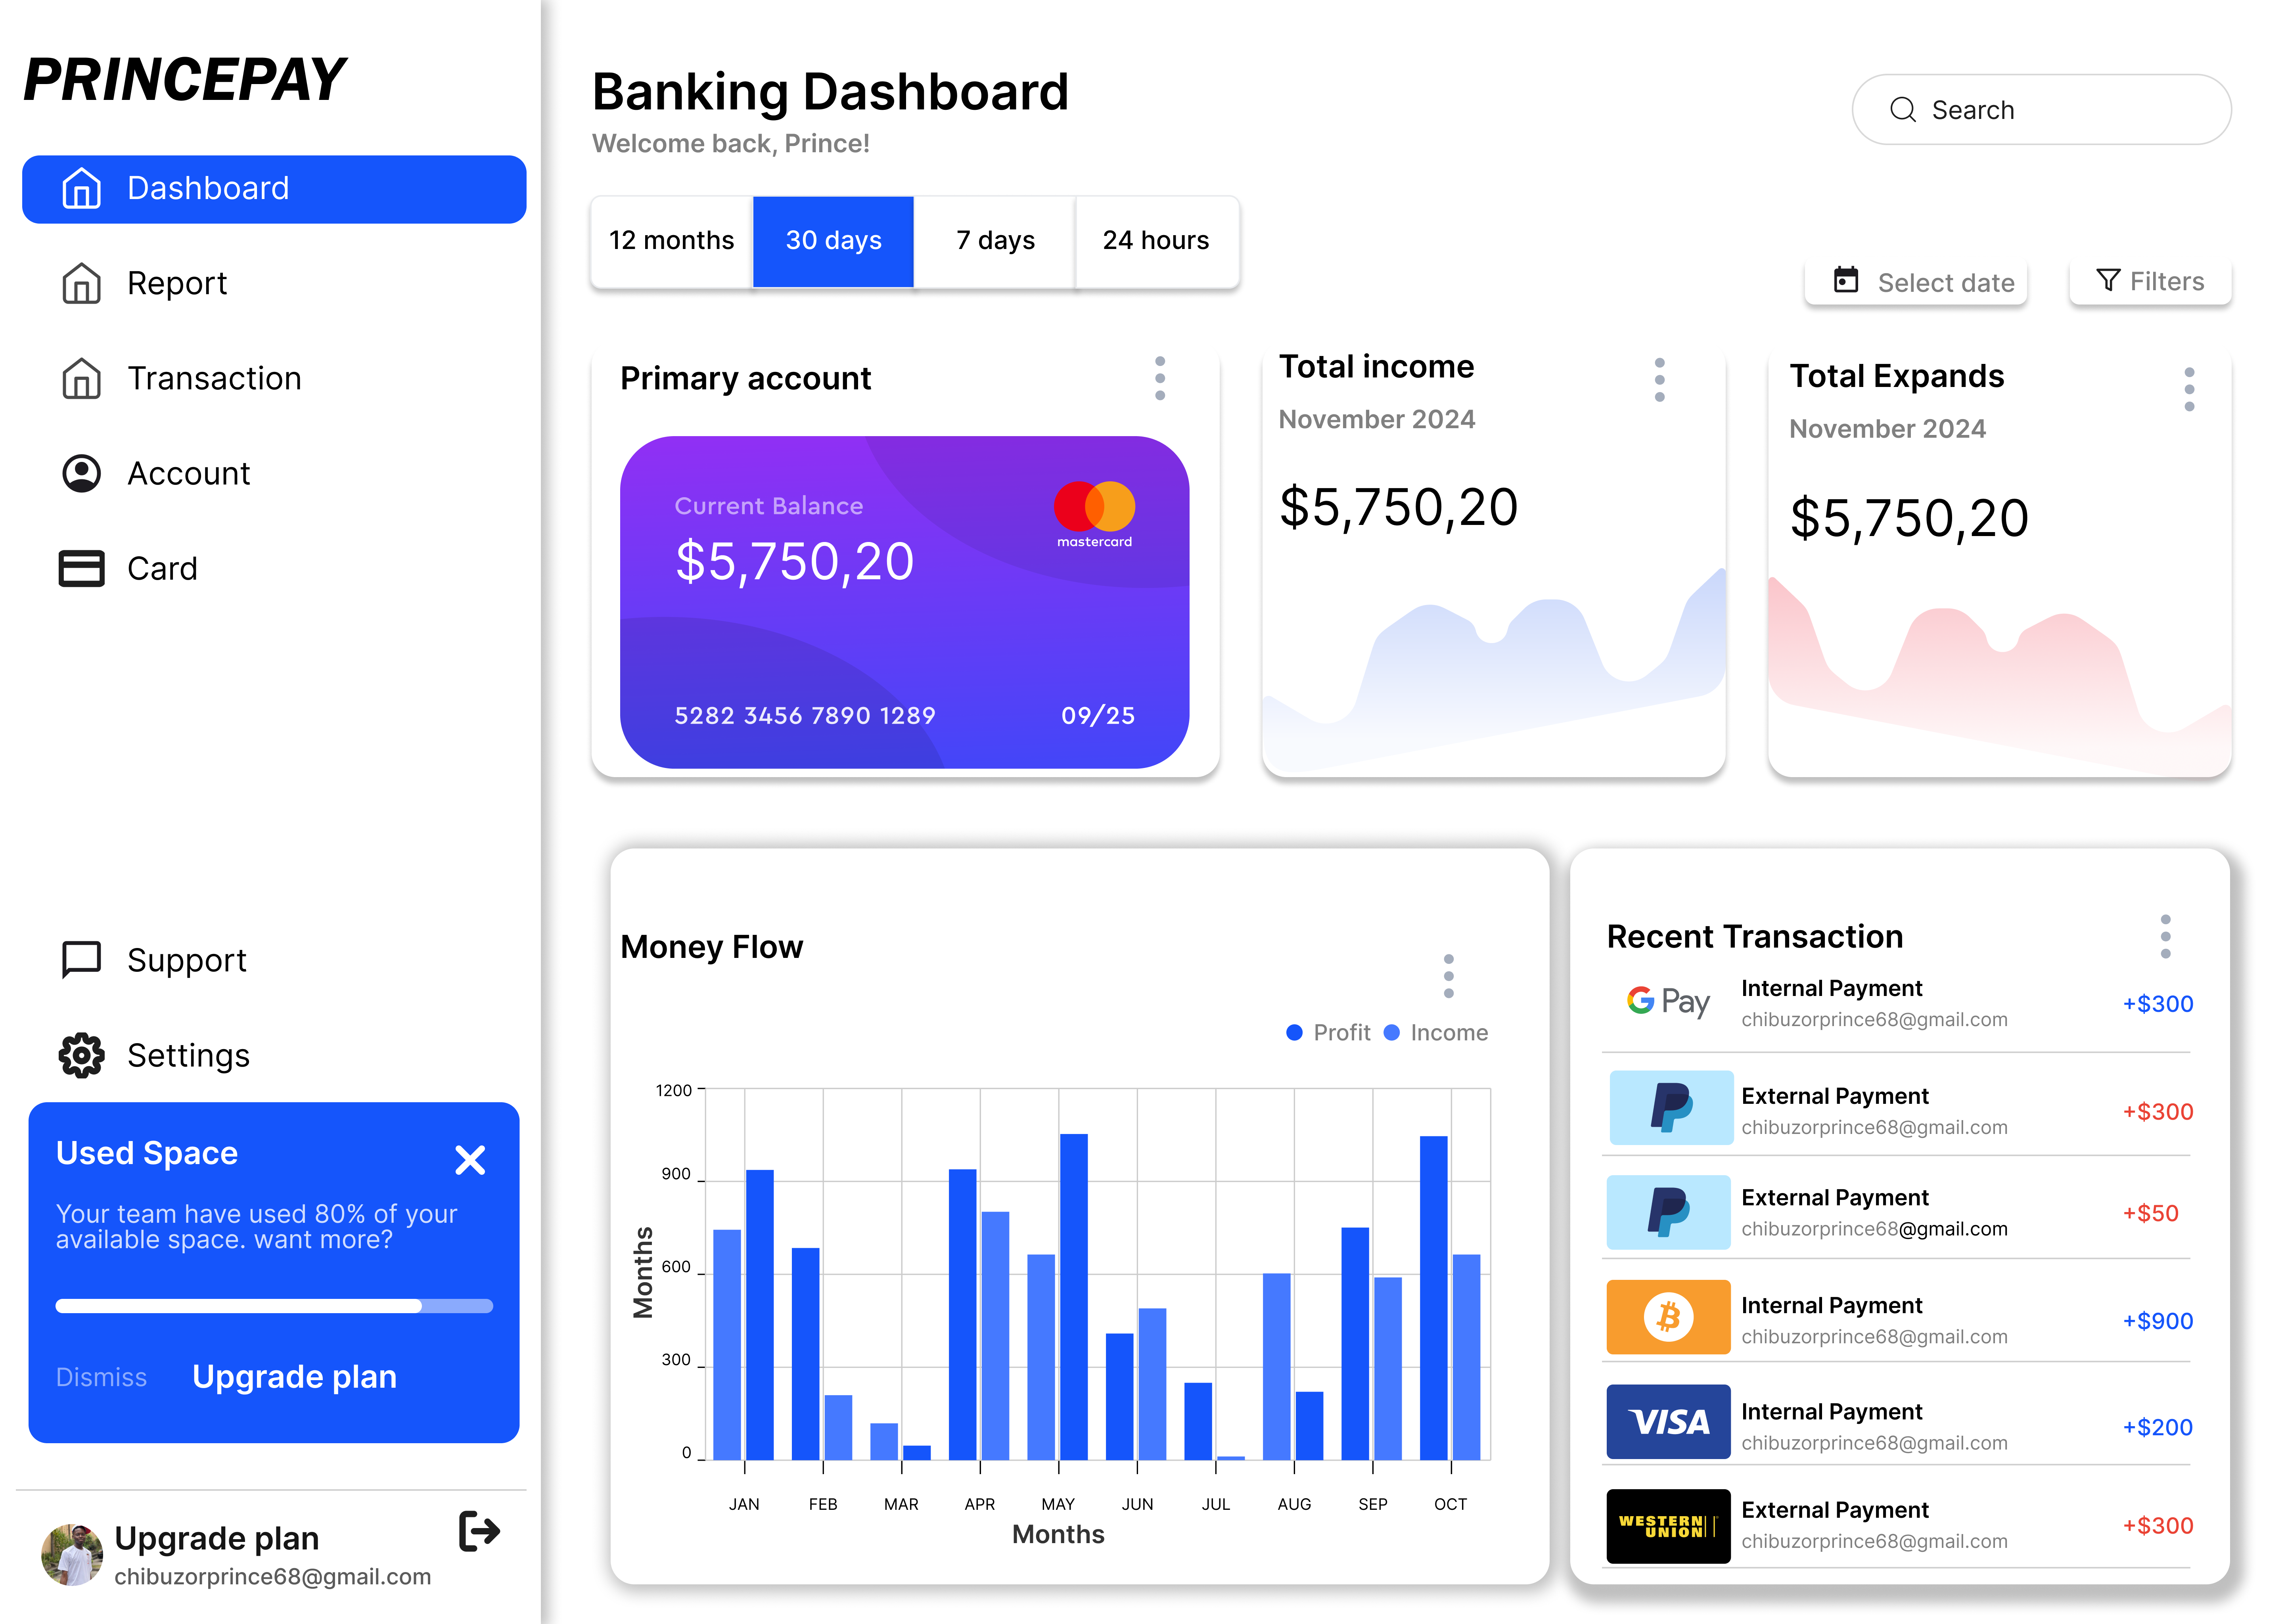 PRINCEPAY
Dashboard
Report
Transaction
Account
Card
Support
Settings
Used Space
Your team have used 80% of your
available space. want more?
Dismiss
Upgrade plan
Upgrade plan
chibuzorprince68@gmail.com
Banking Dashboard
Welcome back, Prince!
Search
12 months
30 days
7 days
24 hours
Select date
Filters
Primary account
Current Balance
$5,750,20
mastercard
5282 3456 7890 1289
09/25
Total income
November 2024
$5,750,20
Total Expands
November 2024
$5,750,20
Money Flow
Profit
Income
Months
1200
900
600
300
0
JAN
FEB
MAR
APR
MAY
JUN
JUL
AUG
SEP
OCT
Months
Recent Transaction
G Pay
Internal Payment
chibuzorprince68@gmail.com
+$300
External Payment
chibuzorprince68@gmail.com
+$300
External Payment
chibuzorprince68@gmail.com
+$50
Internal Payment
chibuzorprince68@gmail.com
+$900
VISA
Internal Payment
chibuzorprince68@gmail.com
+$200
WESTERN
UNION
External Payment
chibuzorprince68@gmail.com
+$300